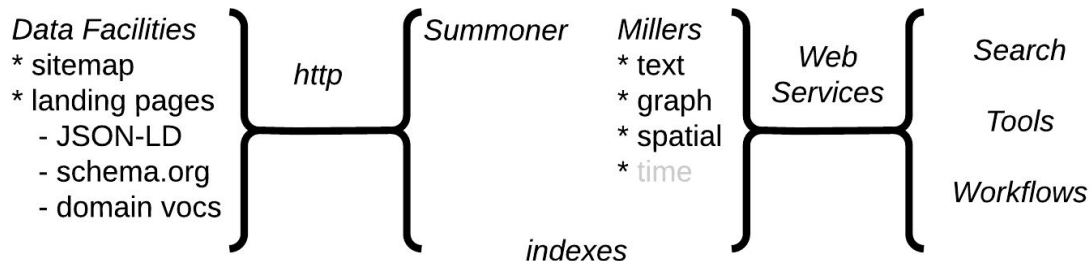 Data Facilities
* sitemap
* landing pages
- JSON-LD
- schema.org
- domain vocs
http
Summoner
Millers
* text
* graph
* spatial
* time
indexes
Web
Services
Search
Tools
Workflows